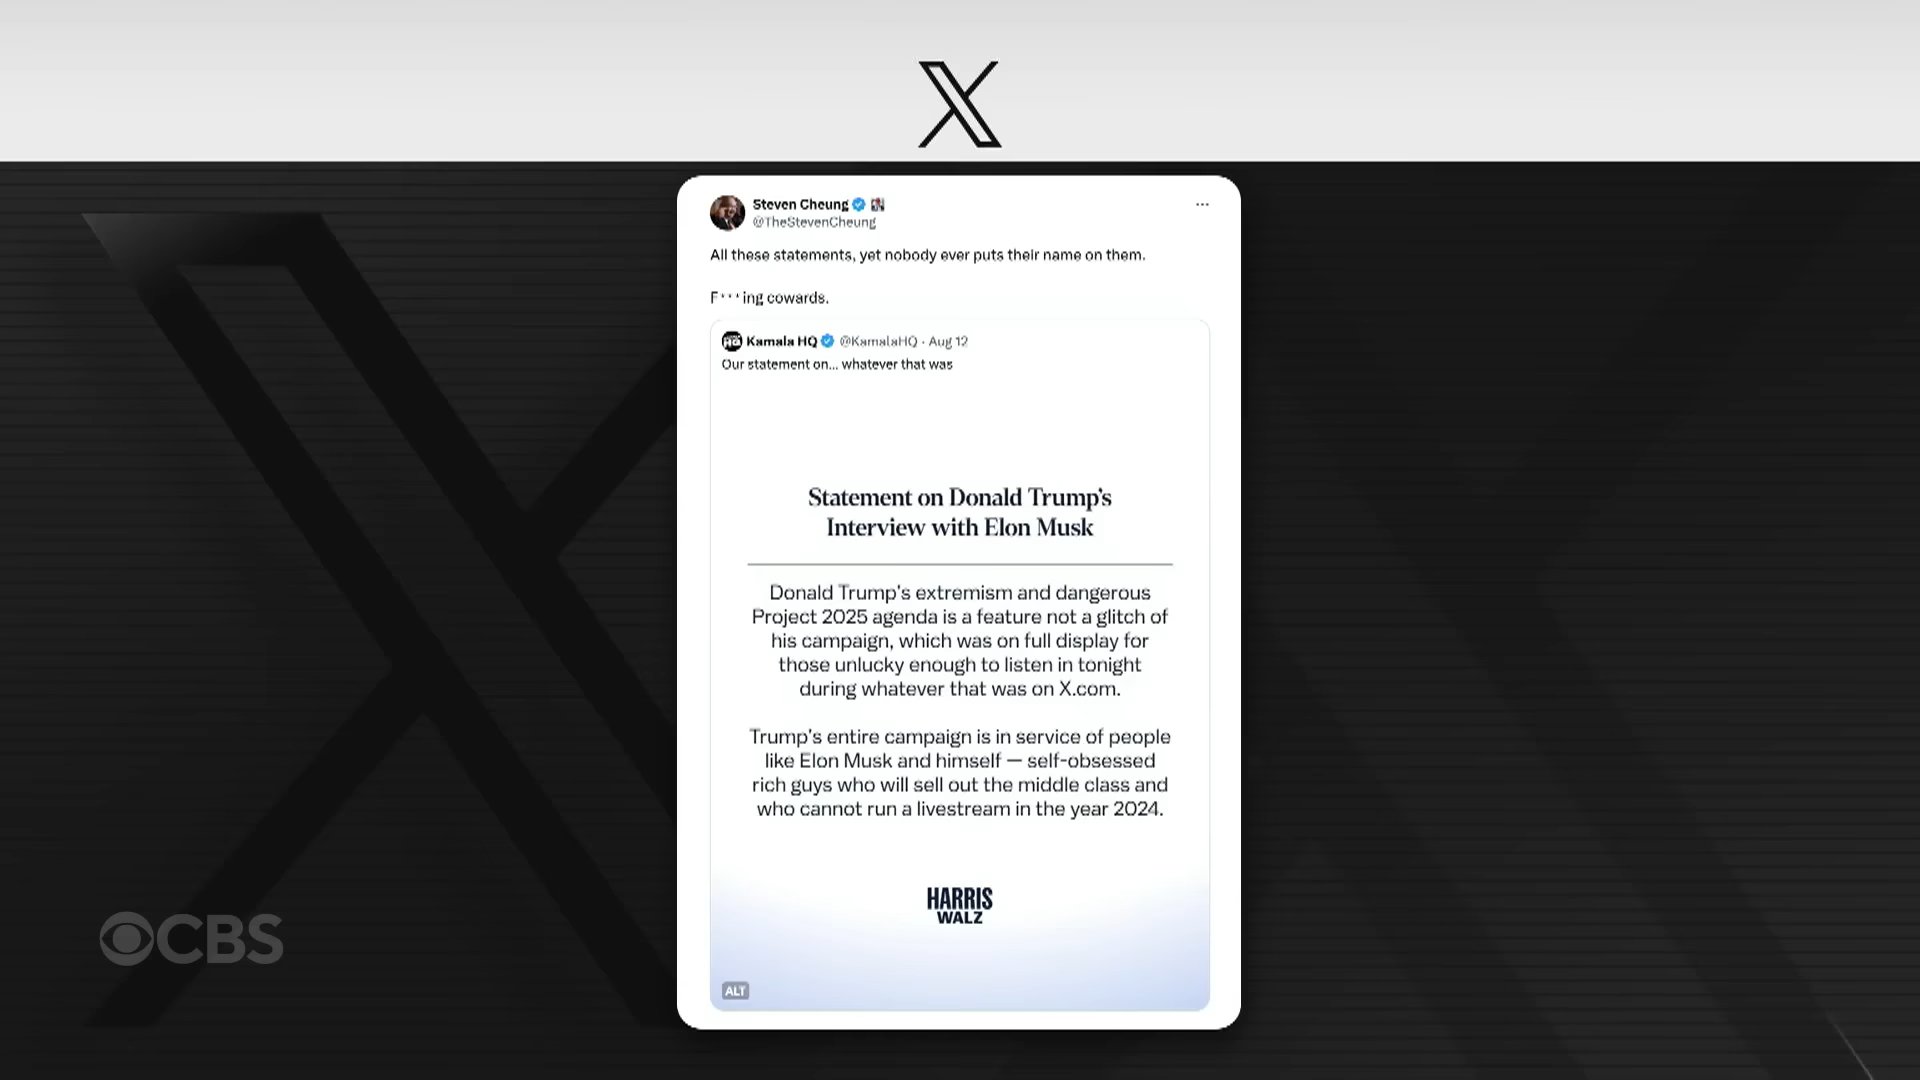 Steven Cheung
@TheStevenCheung
All these statements, yet nobody ever puts their name on them.
F***ing cowards.
HQ
Kamala HQ @KamalaHQ · Aug 12
Our statement on... whatever that was
Statement on Donald Trump's
Interview with Elon Musk
Donald Trump's extremism and dangerous
Project 2025 agenda is a feature not a glitch of
his campaign, which was on full display for
those unlucky enough to listen in tonight
during whatever that was on X.com.
Trump's entire campaign is in service of people
like Elon Musk and himself — self-obsessed
rich guys who will sell out the middle class and
who cannot run a livestream in the year 2024.
HARRIS
WALZ
ALT
CBS